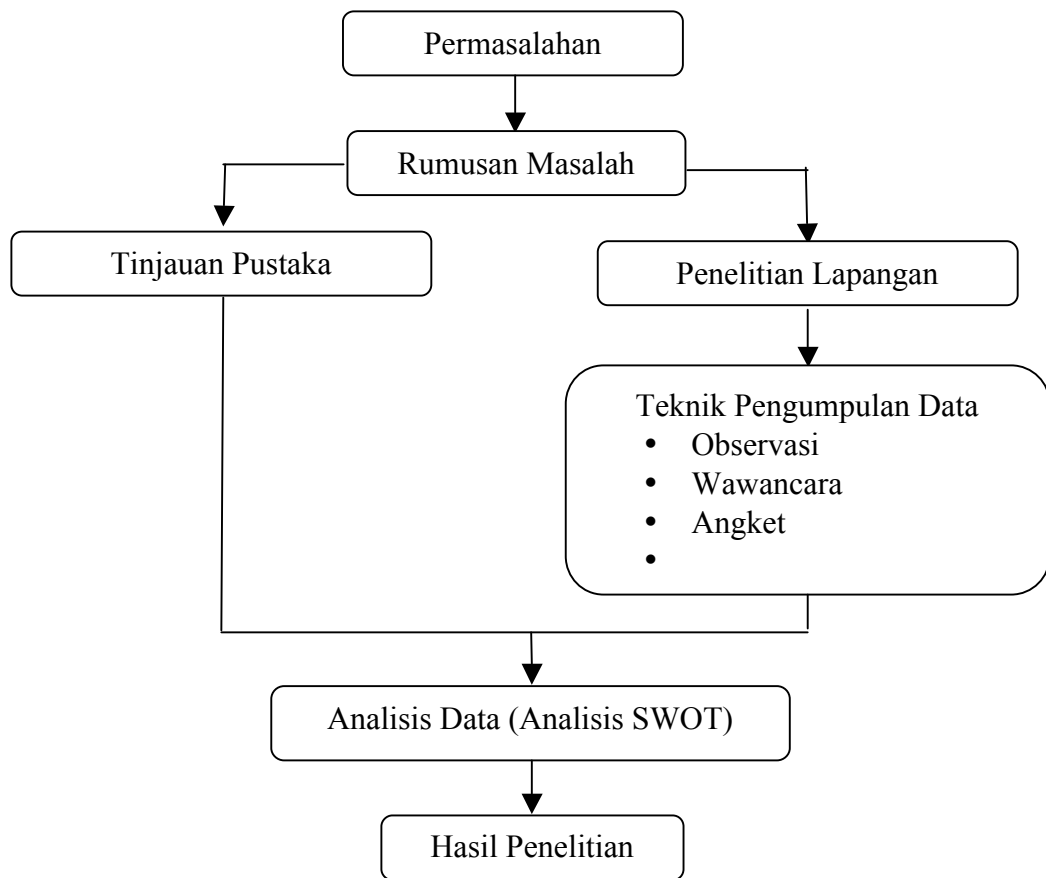 Permasalahan
Rumusan Masalah
Tinjauan Pustaka
Penelitian Lapangan
Teknik Pengumpulan Data
• Observasi
• Wawancara
• Angket
•
Analisis Data (Analisis SWOT)
Hasil Penelitian